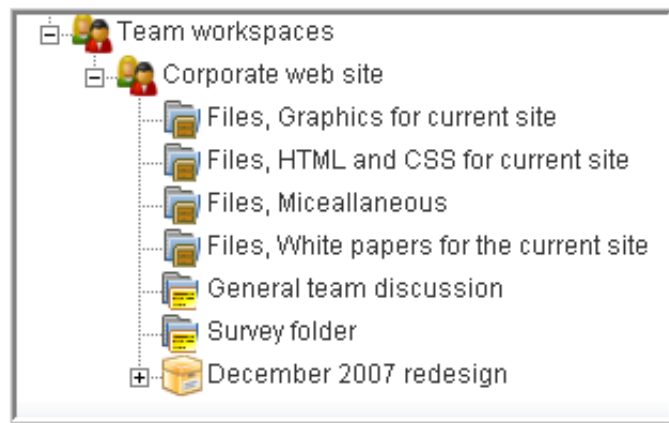 Team workspaces
Corporate web site
Files, Graphics for current site
Files, HTML and CSS for current site
Files, Miceallaneous
Files, White papers for the current site
General team discussion
Survey folder
December 2007 redesign